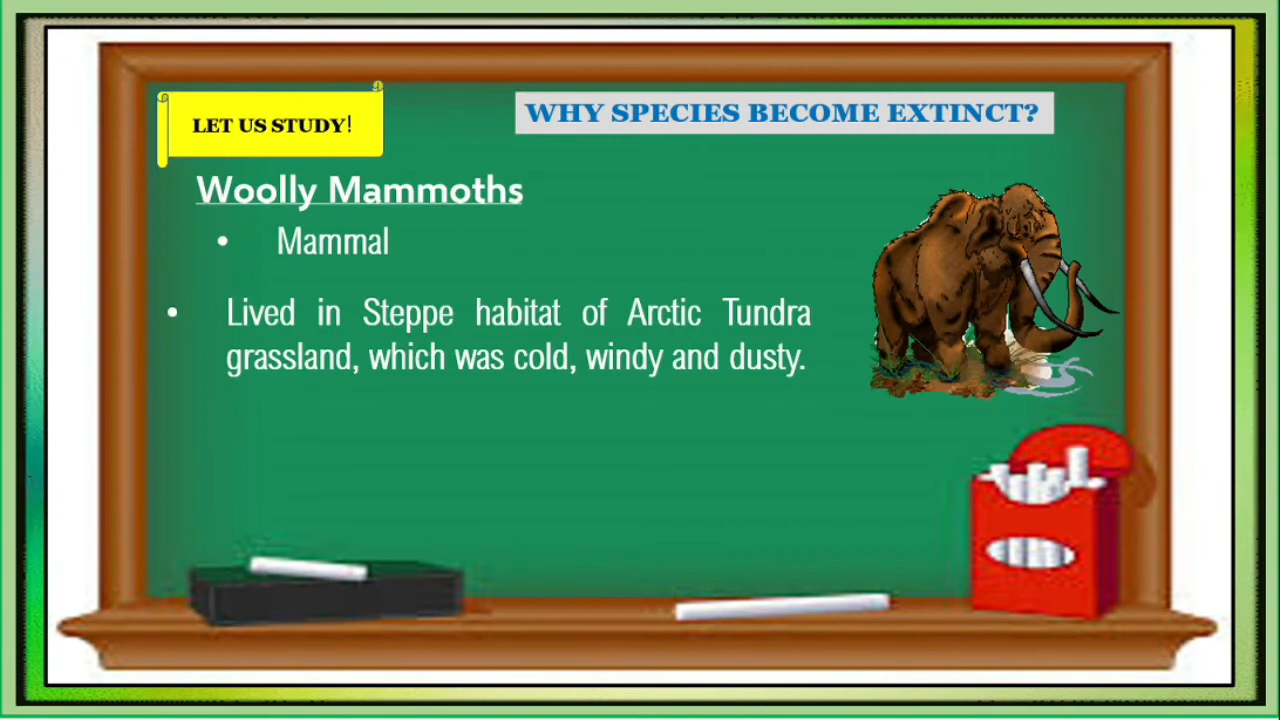 LET US STUDY!
WHY SPECIES BECOME EXTINCT?
Woolly Mammoths
• Mammal
• Lived in Steppe habitat of Arctic Tundra
grassland, which was cold, windy and dusty.